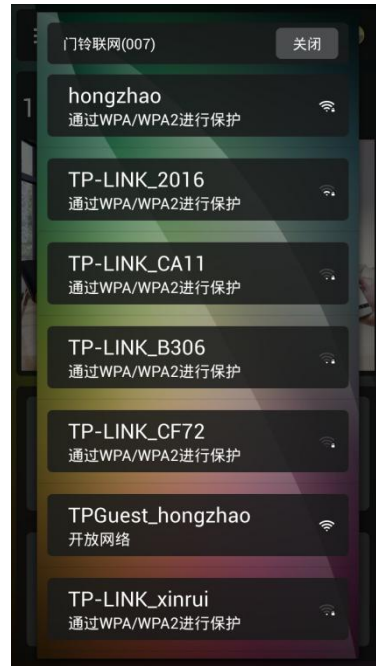 门铃联网(007)
关闭
1
hongzhao
通过WPA/WPA2进行保护
TP-LINK_2016
通过WPA/WPA2进行保护
TP-LINK_CA11
通过WPA/WPA2进行保护
TP-LINK_B306
通过WPA/WPA2进行保护
TP-LINK_CF72
通过WPA/WPA2进行保护
TPGuest_hongzhao
开放网络
TP-LINK_xinrui
通过WPA/WPA2进行保护